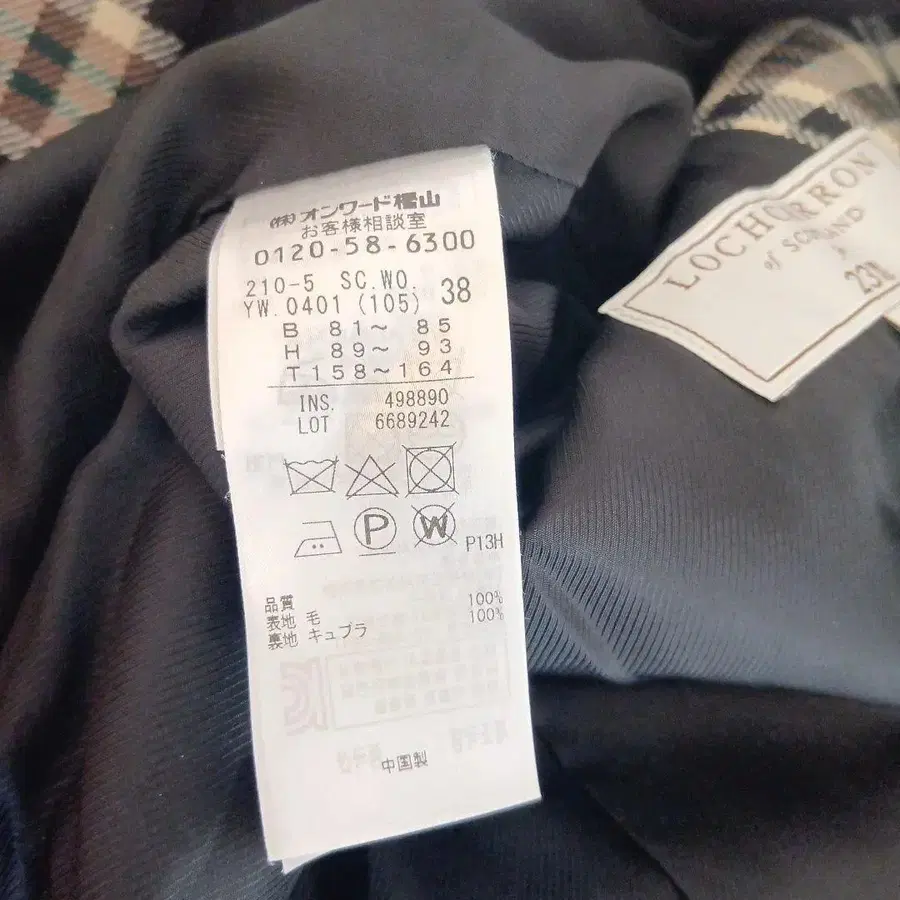 (株)オンワード樫山
お客様相談室
0120-58-6300
210-5 SC.WO.
YW.0401 (105) 38
B 81〜 85
H 89〜 93
T 158〜164
INS. 498890
LOT 6689242
P W
P13H
品質
表地 毛 100%
裏地 キュプラ 100%
中国製
LOCHCARRON
of SCOTLAND